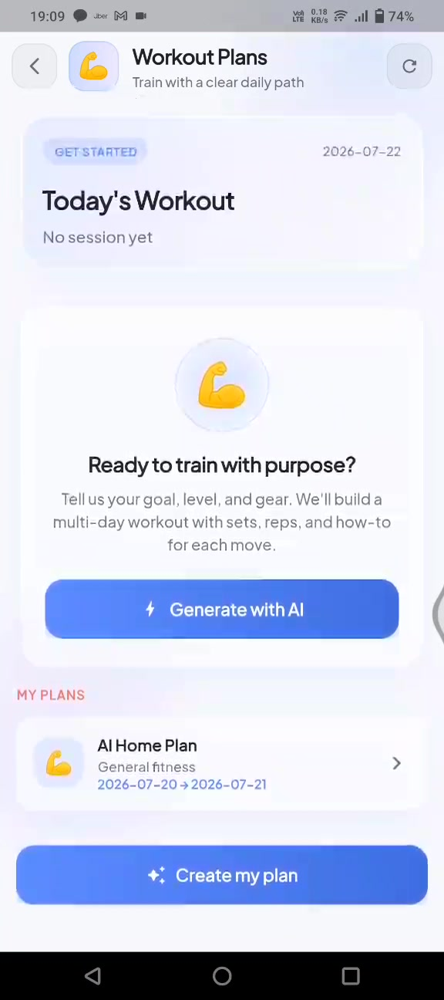 19:09
Jber
Vo)) LTE
0.18 KB/s
74%
Workout Plans
Train with a clear daily path
GET STARTED
2026-07-22
Today's Workout
No session yet
Ready to train with purpose?
Tell us your goal, level, and gear. We'll build a
multi-day workout with sets, reps, and how-to
for each move.
Generate with AI
MY PLANS
AI Home Plan
General fitness
2026-07-20 → 2026-07-21
Create my plan